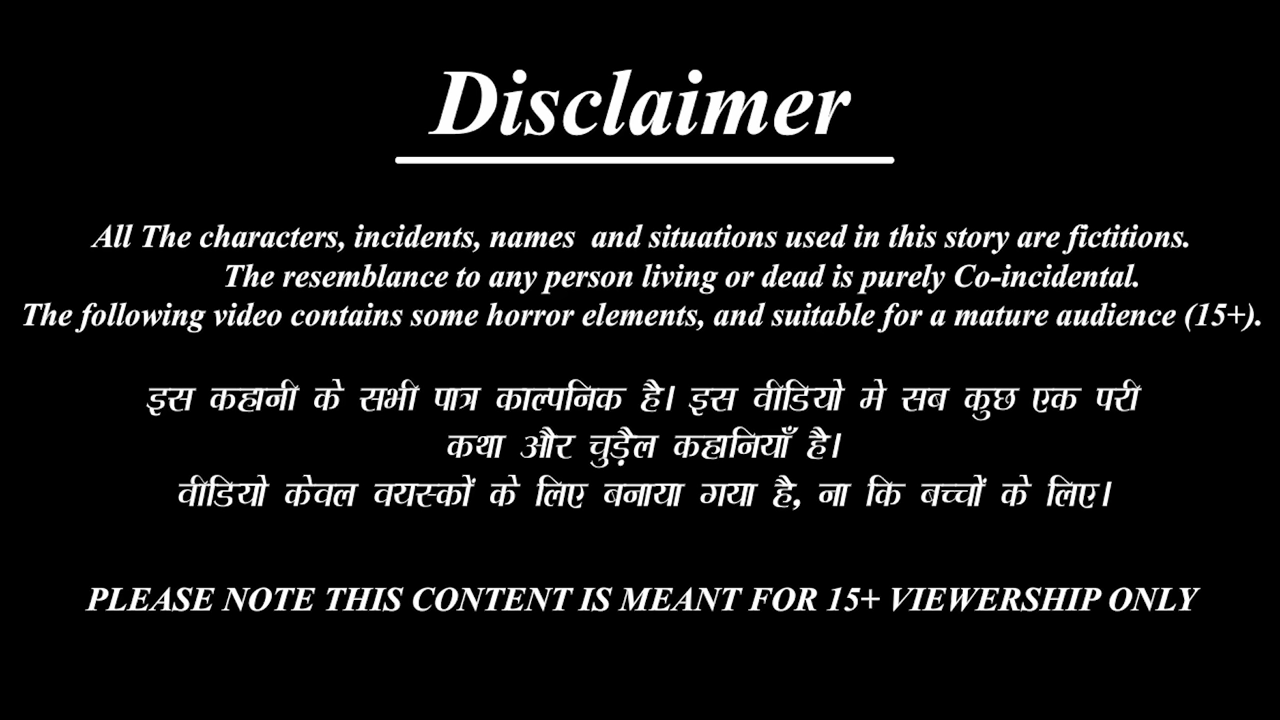 Disclaimer
All The characters, incidents, names and situations used in this story are fictitions.
The resemblance to any person living or dead is purely Co-incidental.
The following video contains some horror elements, and suitable for a mature audience (15+).
इस कहानी के सभी पात्र काल्पनिक है। इस वीडियो मे सब कुछ एक परी
कथा और चुड़ैल कहानियाँ है।
वीडियो केवल वयस्कों के लिए बनाया गया है, ना कि बच्चों के लिए।
PLEASE NOTE THIS CONTENT IS MEANT FOR 15+ VIEWERSHIP ONLY